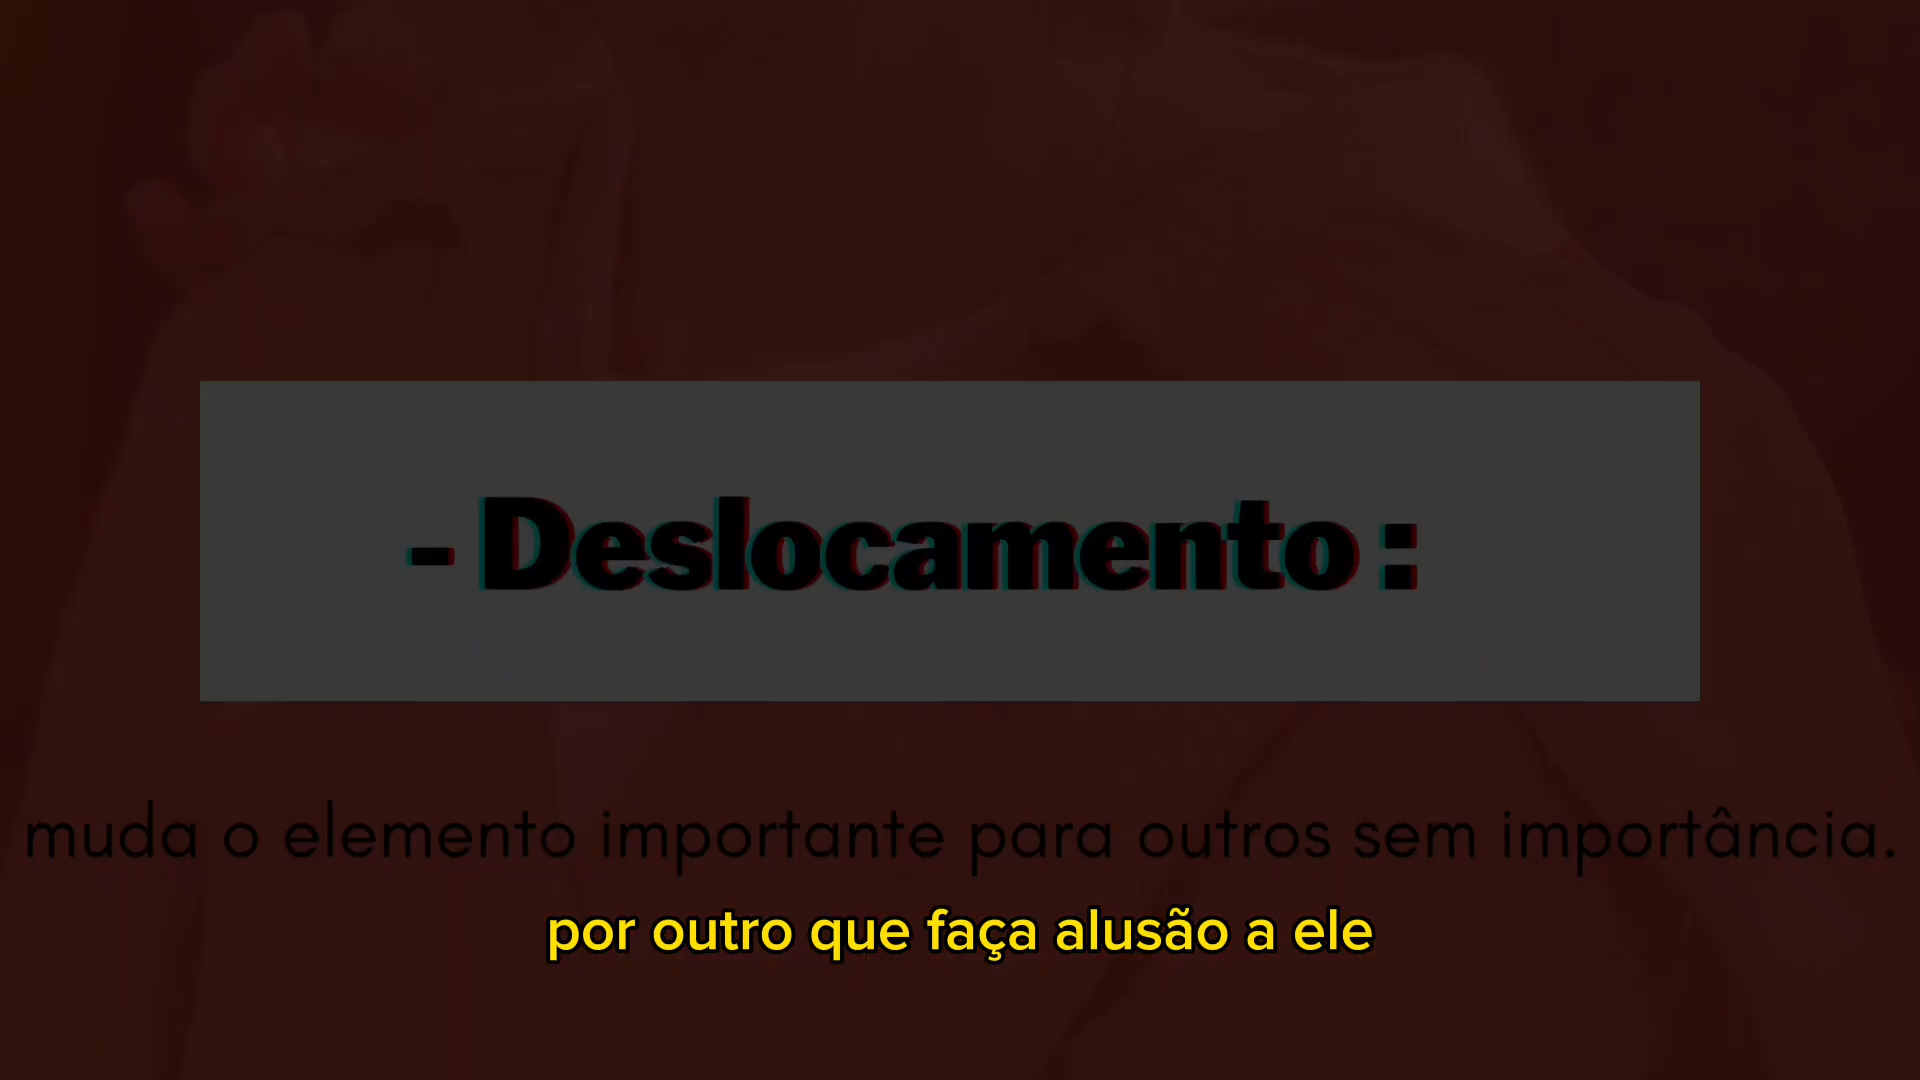 - Deslocamento :
muda o elemento importante para outros sem importância.
por outro que faça alusão a ele